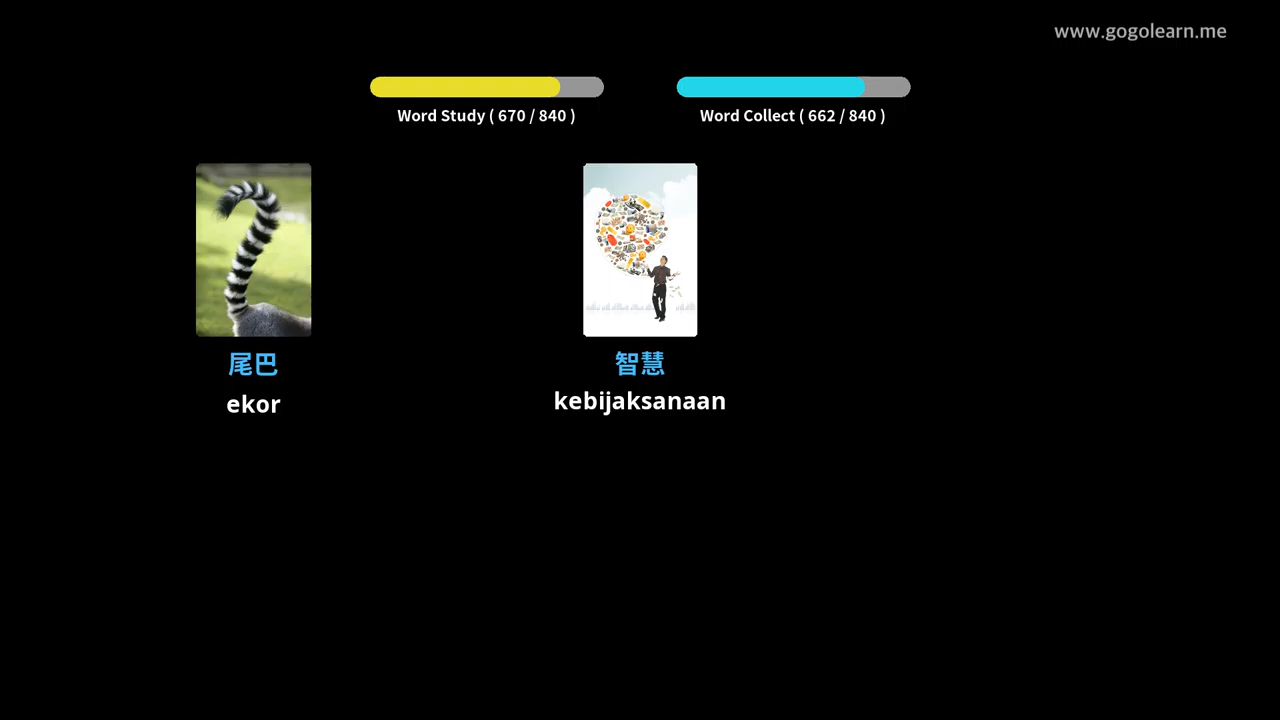 www.gogolearn.me
Word Study ( 670 / 840 )
Word Collect ( 662 / 840 )
尾巴
ekor
智慧
kebijaksanaan